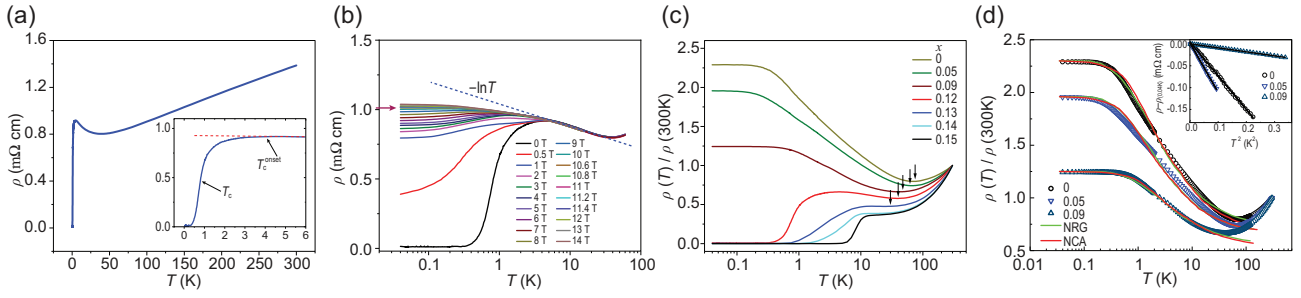 (a)
1.6
1.2
0.8
0.4
0.0
ρ (mΩ cm)
0 50 100 150 200 250 300
T (K)
1.0
0.5
0.0
0 1 2 3 4 5 6
T_c^onset
T_c
(b)
1.5
1.0
0.5
0.0
ρ (mΩ cm)
−lnT
0 T 9 T
0.5 T 10 T
1 T 10.6 T
2 T 10.8 T
3 T 11 T
4 T 11.2 T
5 T 11.4 T
6 T 12 T
7 T 13 T
8 T 14 T
0.1 1 10 100
T (K)
(c)
2.5
2.0
1.5
1.0
0.5
0.0
ρ (T) / ρ (300K)
x
0
0.05
0.09
0.12
0.13
0.14
0.15
0.1 1 10 100
T (K)
(d)
2.5
2.0
1.5
1.0
0.5
ρ (T) / ρ (300K)
0
0.05
0.09
NRG
NCA
0.01 0.1 1 10 100
T (K)
0.00
-0.05
-0.10
-0.15
0
0.05
0.09
0.0 0.1 0.2 0.3
T² (K²)